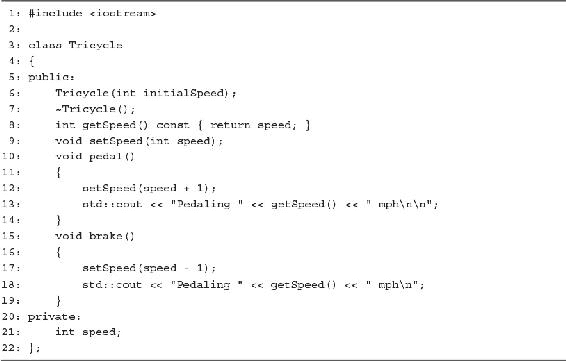 1: #include <iostream>
2:
3: class Tricycle
4: {
5: public:
6:     Tricycle(int initialSpeed);
7:     ~Tricycle();
8:     int getSpeed() const { return speed; }
9:     void setSpeed(int speed);
10:     void pedal()
11:     {
12:         setSpeed(speed + 1);
13:         std::cout << "Pedaling " << getSpeed() << " mph\n\n";
14:     }
15:     void brake()
16:     {
17:         setSpeed(speed - 1);
18:         std::cout << "Pedaling " << getSpeed() << " mph\n";
19:     }
20: private:
21:     int speed;
22: };